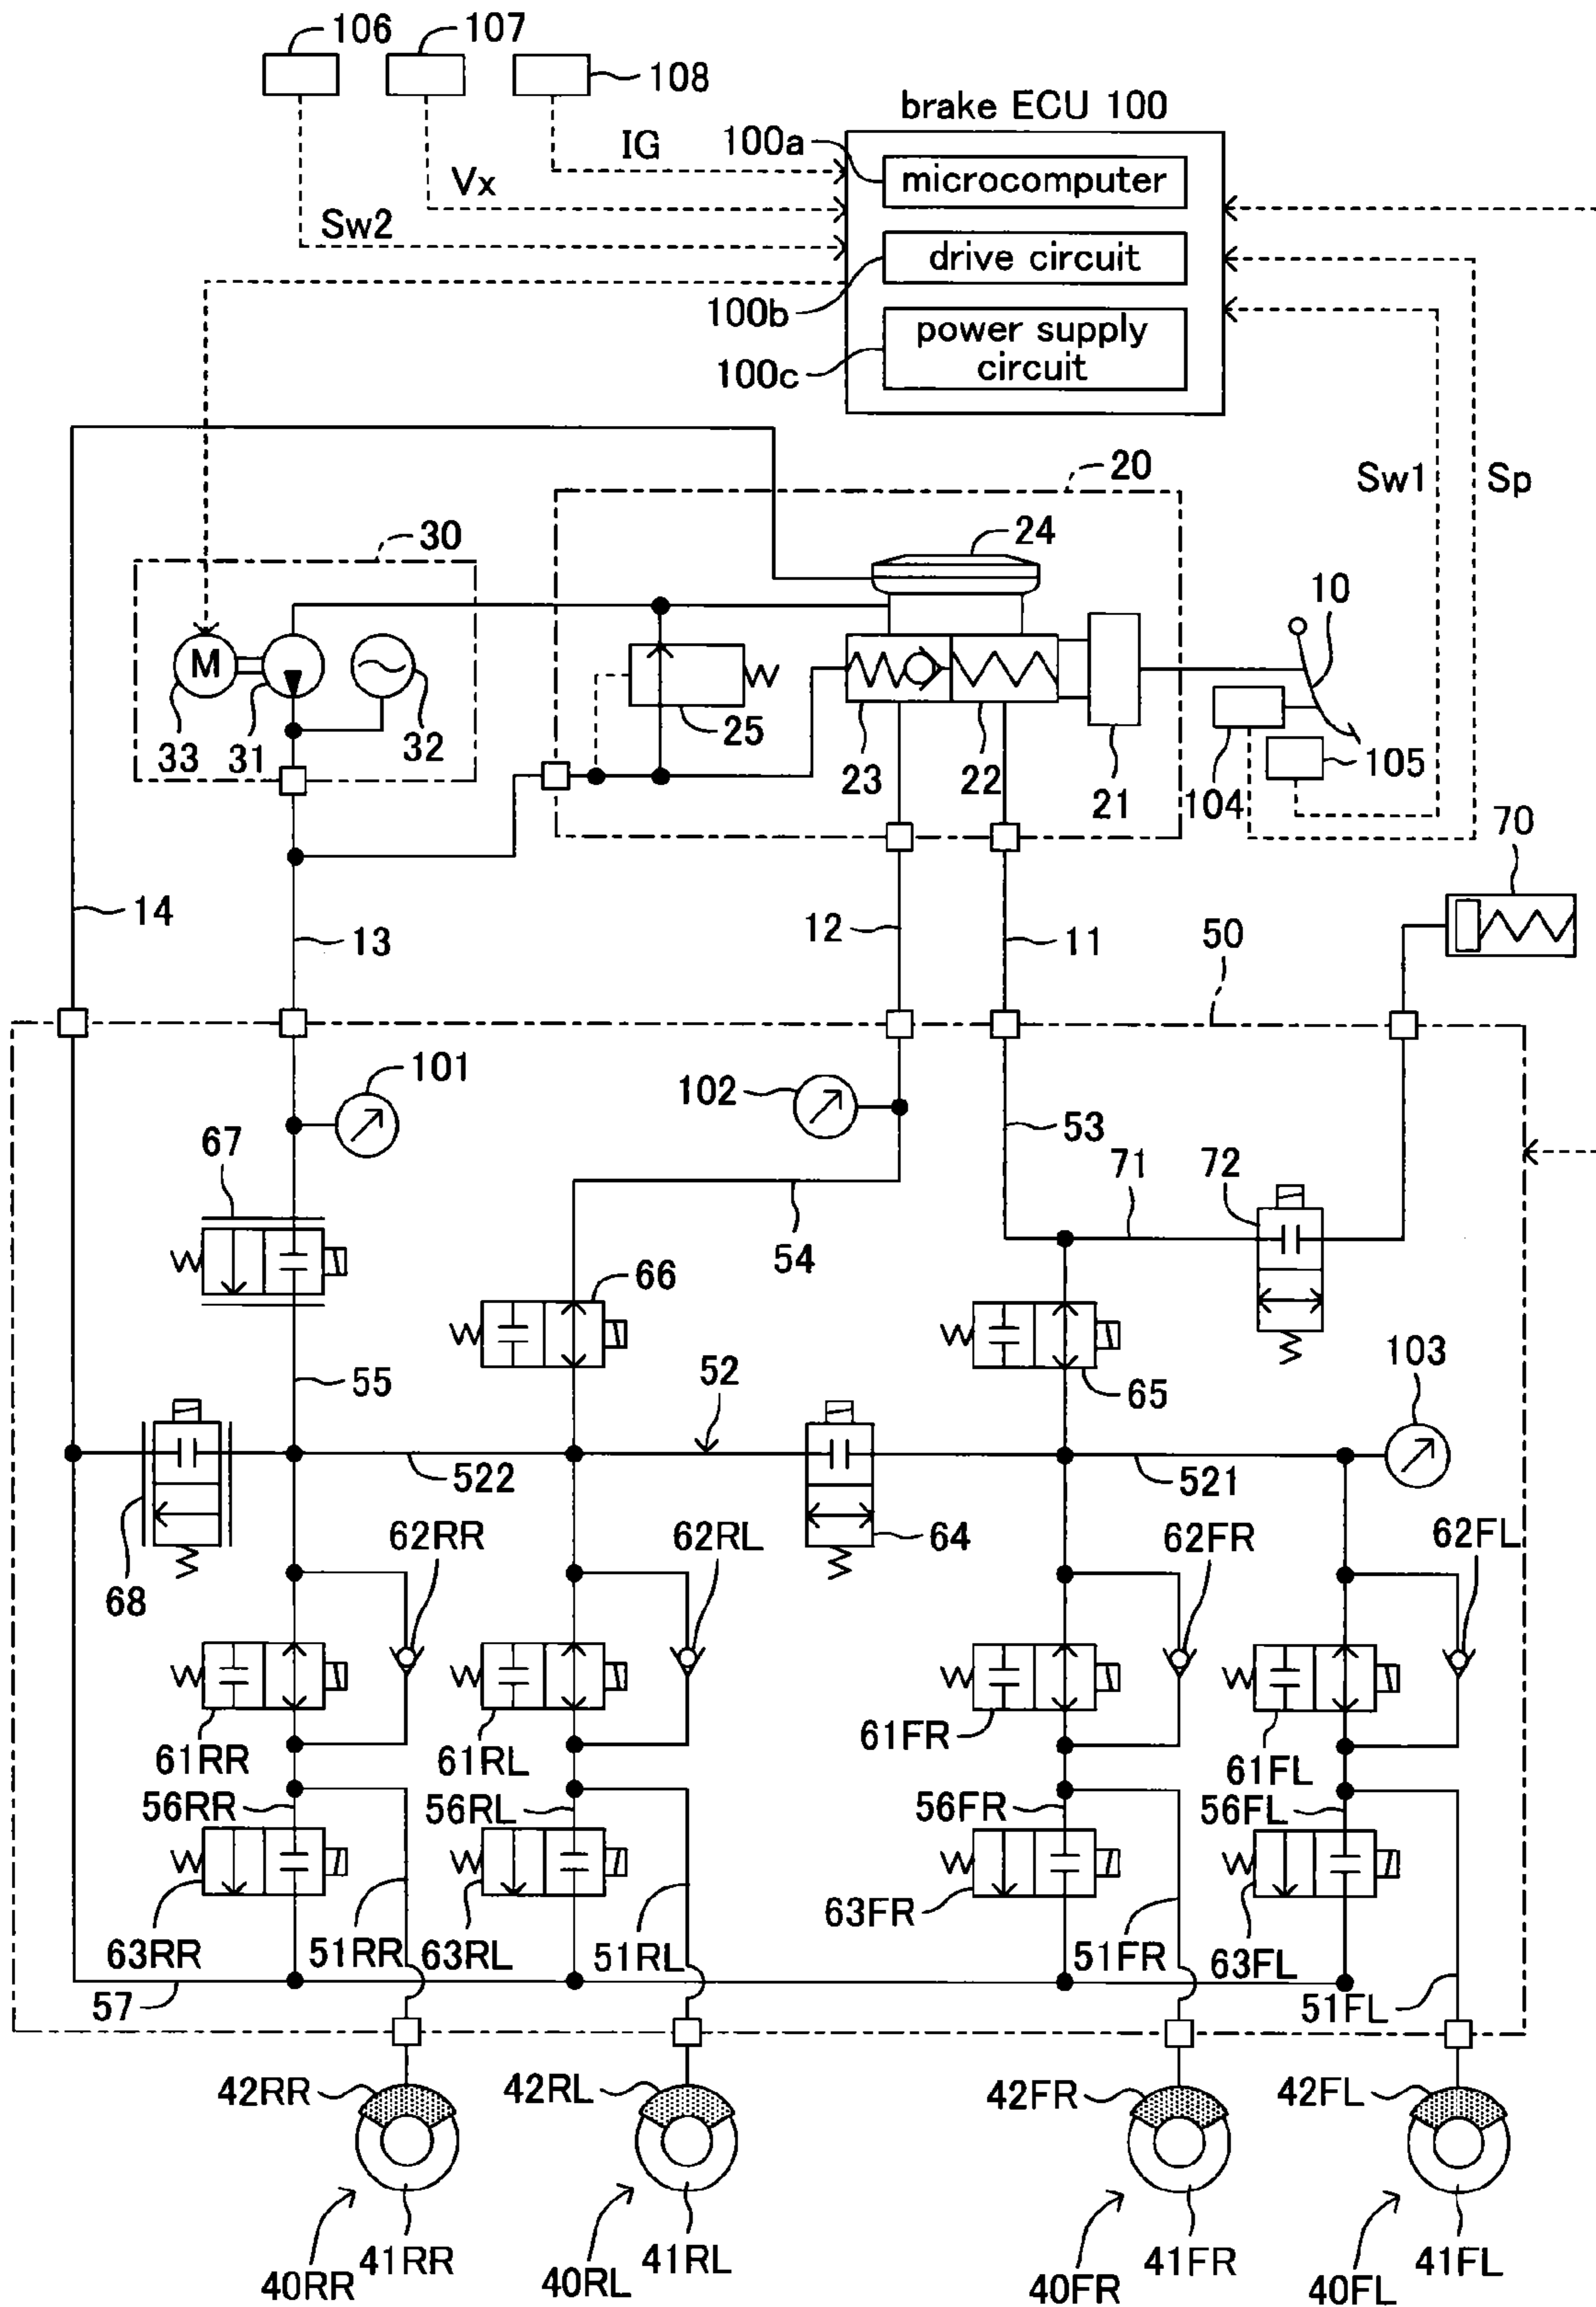 106
107
108
brake ECU 100
100a
IG
microcomputer
Vx
Sw2
drive circuit
100b
power supply
circuit
100c
20
Sw1
Sp
30
24
10
M
33
31
32
25
23
22
21
104
105
70
14
13
12
11
50
101
102
67
53
71
72
54
66
103
55
52
65
522
521
68
62RR
62RL
64
62FR
62FL
61RR
61RL
61FR
61FL
56RR
56RL
56FR
56FL
63RR
51RR
63RL
51RL
63FR
51FR
63FL
51FL
57
42RR
42RL
42FR
42FL
40RR
41RR
40RL
41RL
40FR
41FR
40FL
41FL